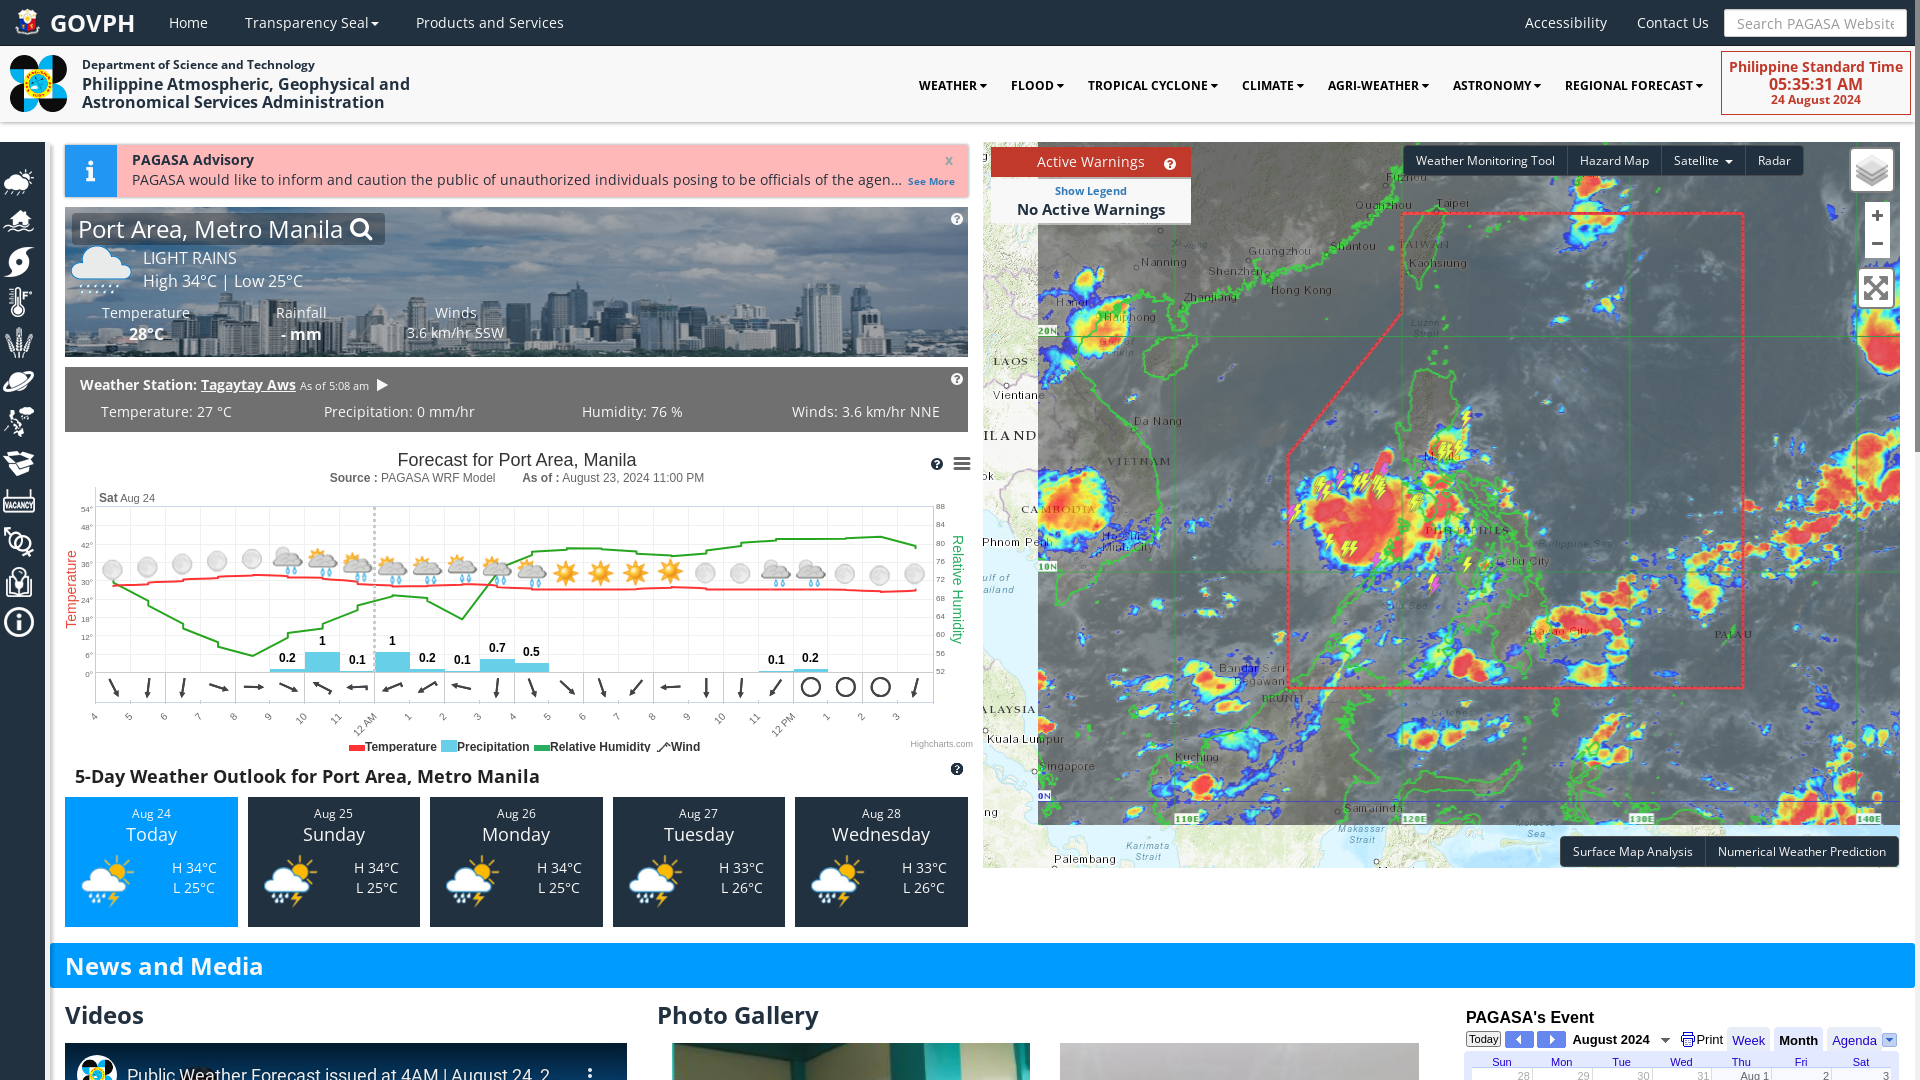 GOVPH
Home
Transparency Seal
Products and Services
Accessibility
Contact Us
Search PAGASA Website
Department of Science and Technology
Philippine Atmospheric, Geophysical and
Astronomical Services Administration
WEATHER
FLOOD
TROPICAL CYCLONE
CLIMATE
AGRI-WEATHER
ASTRONOMY
REGIONAL FORECAST
Philippine Standard Time
05:35:31 AM
24 August 2024
PAGASA Advisory
x
PAGASA would like to inform and caution the public of unauthorized individuals posing to be officials of the agen... See More
Port Area, Metro Manila
LIGHT RAINS
High 34°C | Low 25°C
Temperature
28°C
Rainfall
- mm
Winds
3.6 km/hr SSW
Weather Station: Tagaytay Aws As of 5:08 am
Temperature: 27 °C
Precipitation: 0 mm/hr
Humidity: 76 %
Winds: 3.6 km/hr NNE
Forecast for Port Area, Manila
Source : PAGASA WRF Model As of : August 23, 2024 11:00 PM
Sat Aug 24
54°
48°
42°
36°
30°
24°
18°
12°
6°
0°
Temperature
88
84
80
76
72
68
64
60
56
52
Relative Humidity
0.2 1 0.1 1 0.2 0.1 0.7 0.5 0.1 0.2
4 5 6 7 8 9 10 11 12 AM 1 2 3 4 5 6 7 8 9 10 11 12 PM 1 2 3
Temperature Precipitation Relative Humidity Wind
Highcharts.com
5-Day Weather Outlook for Port Area, Metro Manila
Aug 24
Today
H 34°C
L 25°C
Aug 25
Sunday
H 34°C
L 25°C
Aug 26
Monday
H 34°C
L 25°C
Aug 27
Tuesday
H 33°C
L 26°C
Aug 28
Wednesday
H 33°C
L 26°C
VACANCY
Active Warnings
Show Legend
No Active Warnings
Weather Monitoring Tool
Hazard Map
Satellite
Radar
+
−
Fuzhou
Quanzhou
Taipei
Shantou
TAIWAN
Kaohsiung
Guangzhou
Shenzhen
Hong Kong
Nanning
Zhanjiang
Hanoi
Haiphong
20N
Luzon
Strait
LAOS
Vientiane
Da Nang
ILAND
VIETNAM
Manila
CAMBODIA
Phnom Pen
Minh City
PHILIPPINES
Philippine Sea
Cebu City
10N
ulf of
ailand
Sulu Sea
Davao City
PALAU
Bandar Seri
Begawan
BRUNEI
ALAYSIA
Kuala Lumpur
Singapore
Kuching
0N
ng
Samarinda
110E
120E
130E
140E
Makassar
Strait
Molucca
Sea
Karimata
Strait
Palembang
Surface Map Analysis
Numerical Weather Prediction
News and Media
Videos
Photo Gallery
PAGASA's Event
Today
August 2024
Print
Week
Month
Agenda
Sun Mon Tue Wed Thu Fri Sat
28 29 30 31 Aug 1 2 3
Public Weather Forecast issued at 4AM | August 24, 2